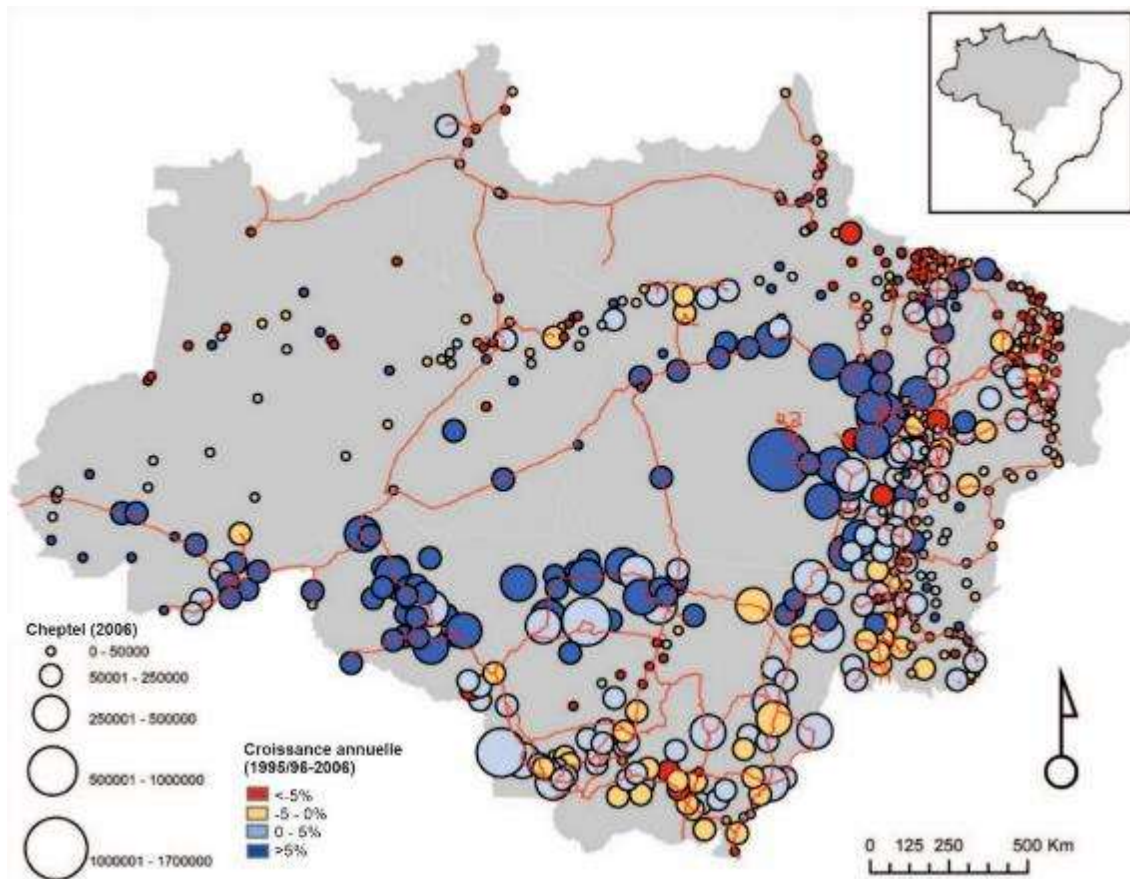 Cheptel (2006)
0 - 50000
50001 - 250000
250001 - 500000
500001 - 1000000
1000001 - 1700000
Croissance annuelle
(1995/96-2006)
<-5%
-5 - 0%
0 - 5%
>5%
0 125 250 500 Km